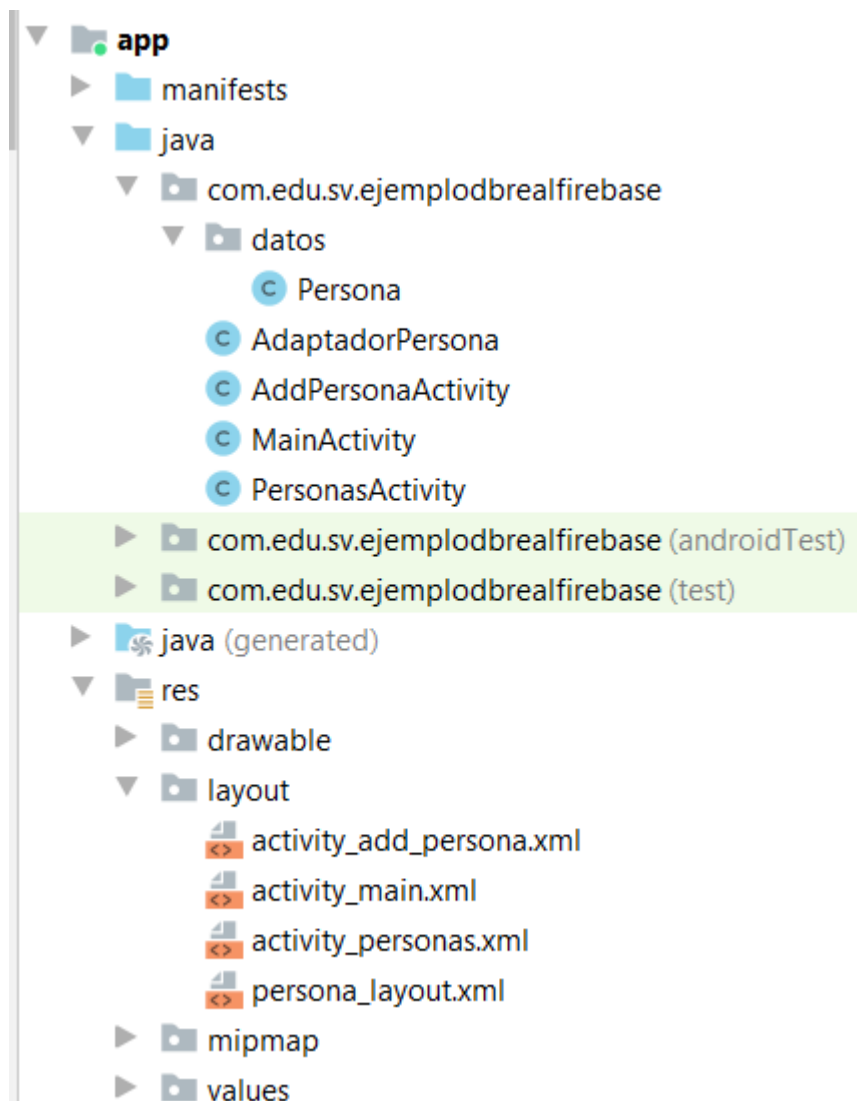 app
manifests
java
com.edu.sv.ejemplodbrealfirebase
datos
C Persona
C AdaptadorPersona
C AddPersonaActivity
C MainActivity
C PersonasActivity
com.edu.sv.ejemplodbrealfirebase (androidTest)
com.edu.sv.ejemplodbrealfirebase (test)
java (generated)
res
drawable
layout
<> activity_add_persona.xml
<> activity_main.xml
<> activity_personas.xml
<> persona_layout.xml
mipmap
values